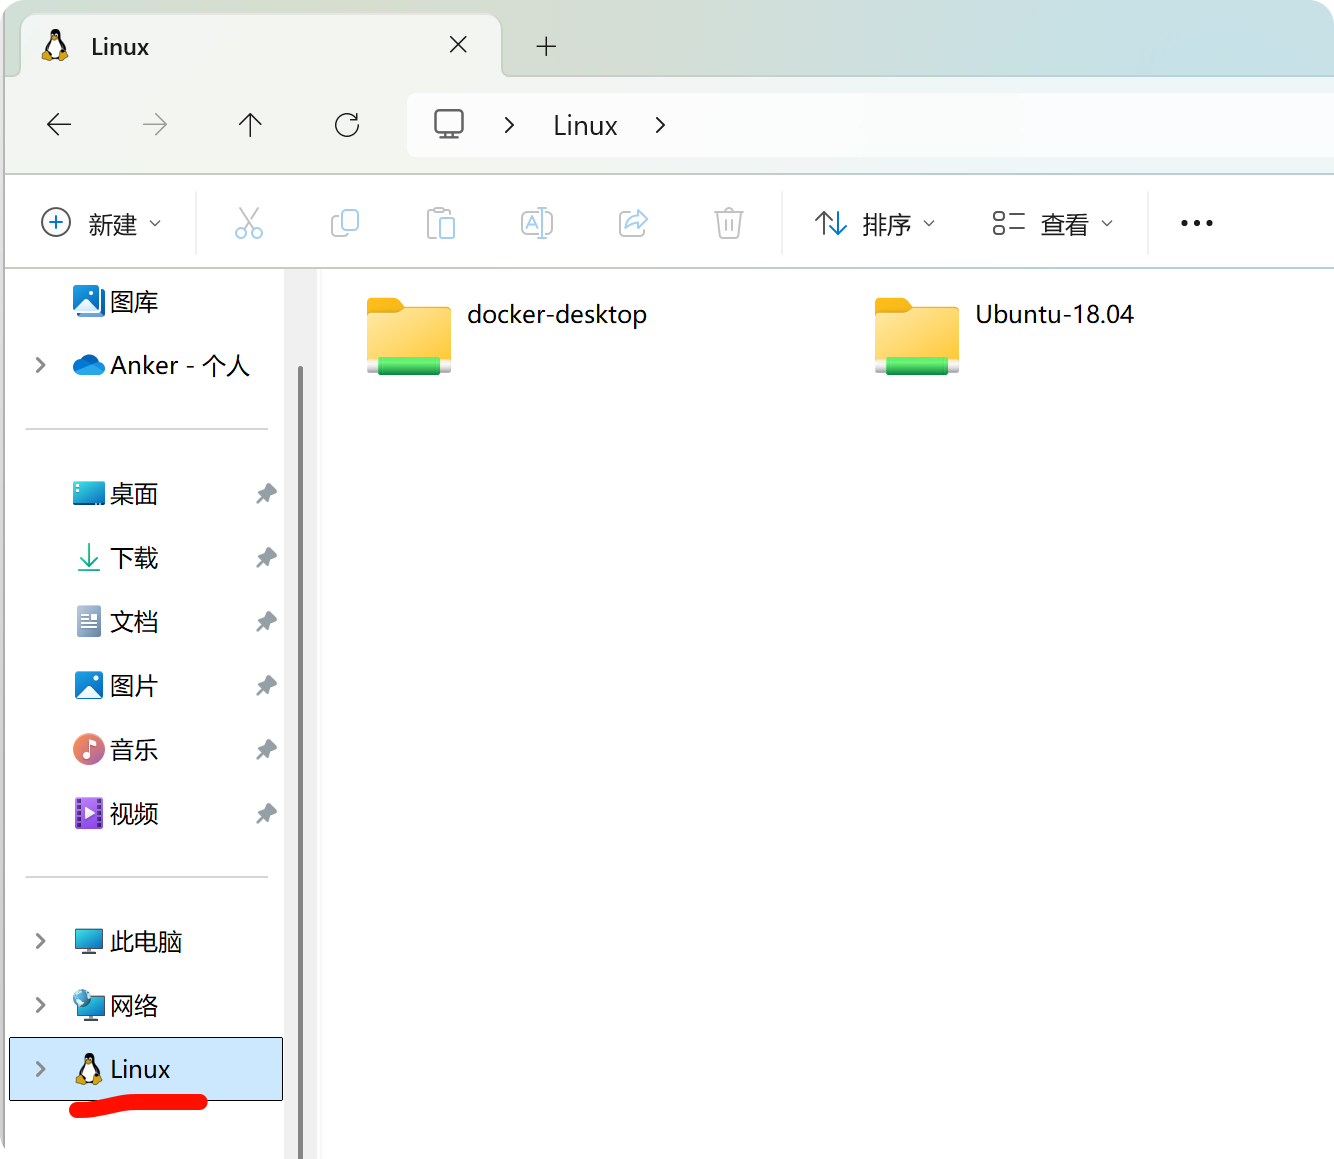 Linux
Linux
新建
排序
查看
图库
Anker - 个人
桌面
下载
文档
图片
音乐
视频
此电脑
网络
Linux
docker-desktop
Ubuntu-18.04